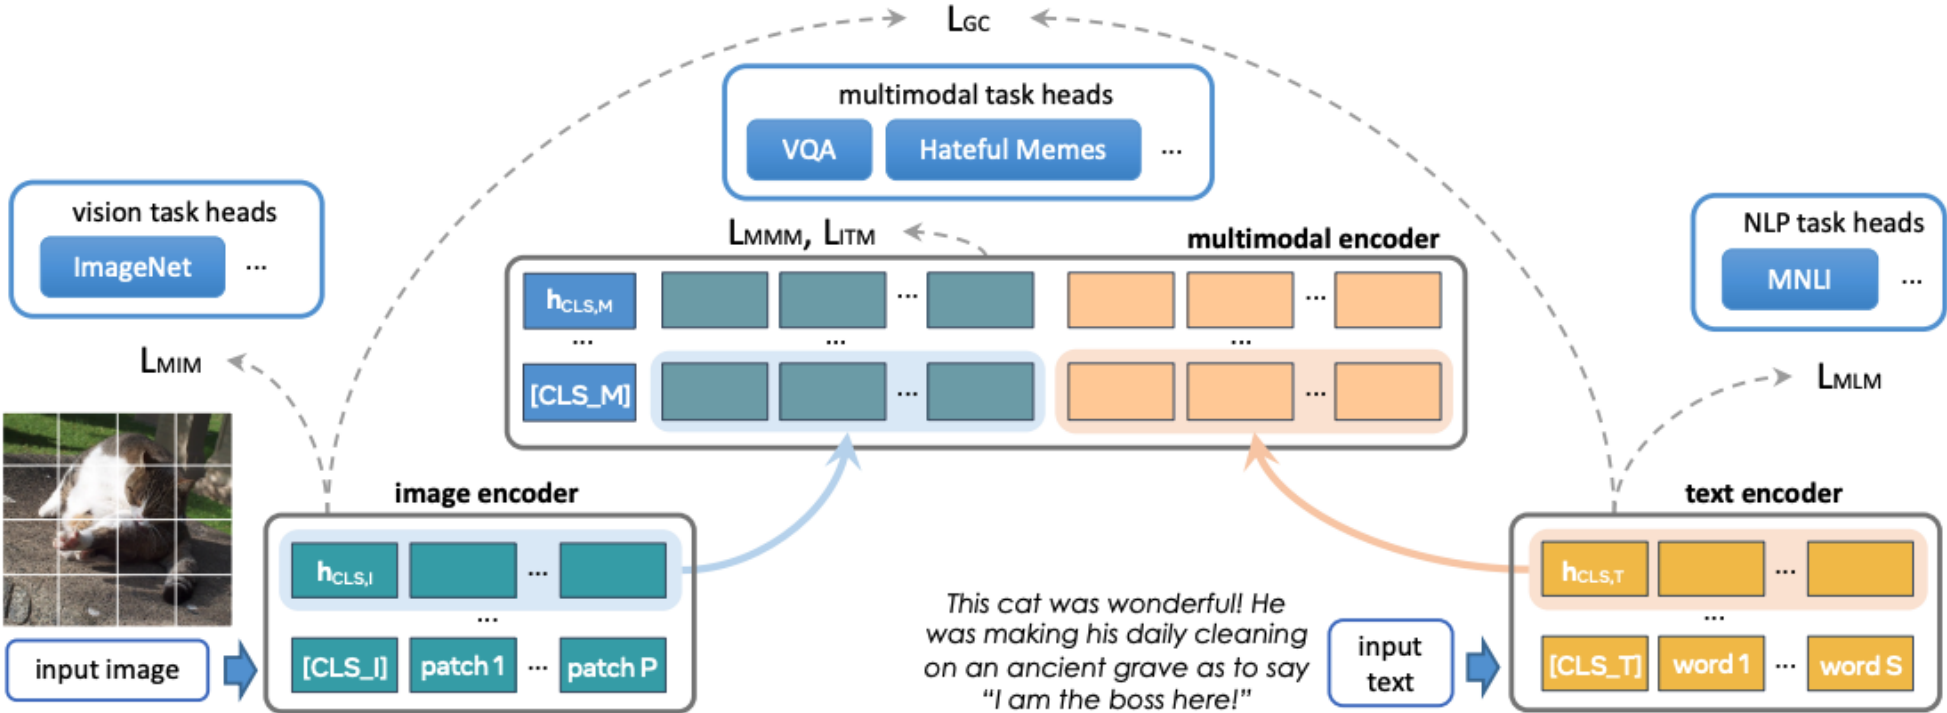 LGC
multimodal task heads
VQA
Hateful Memes
...
vision task heads
ImageNet
...
NLP task heads
MNLI
...
LMMM, LITM
multimodal encoder
hCLS,M
...
...
...
...
...
[CLS_M]
...
...
LMIM
LMLM
image encoder
hCLS,I
...
...
[CLS_I]
patch 1
...
patch P
input image
This cat was wonderful! He
was making his daily cleaning
on an ancient grave as to say
“I am the boss here!”
input
text
text encoder
hCLS,T
...
...
[CLS_T]
word 1
...
word S